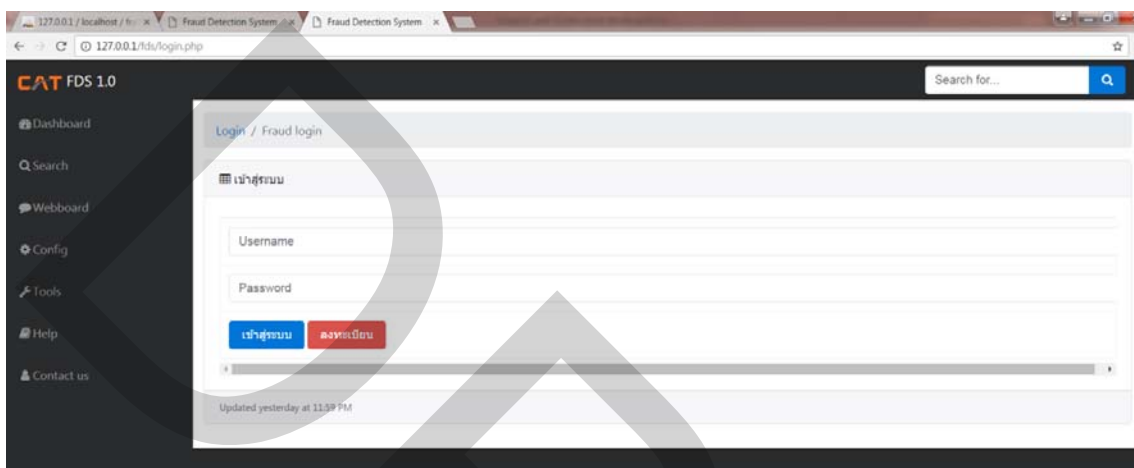 127.0.0.1 / localhost / fr
Fraud Detection System
Fraud Detection System
127.0.0.1/fds/login.php
CAT FDS 1.0
Search for...
Dashboard
Login / Fraud login
Search
เข้าสู่ระบบ
Webboard
Username
Config
Password
Tools
เข้าสู่ระบบ ลงทะเบียน
Help
Contact us
Updated yesterday at 11:59 PM